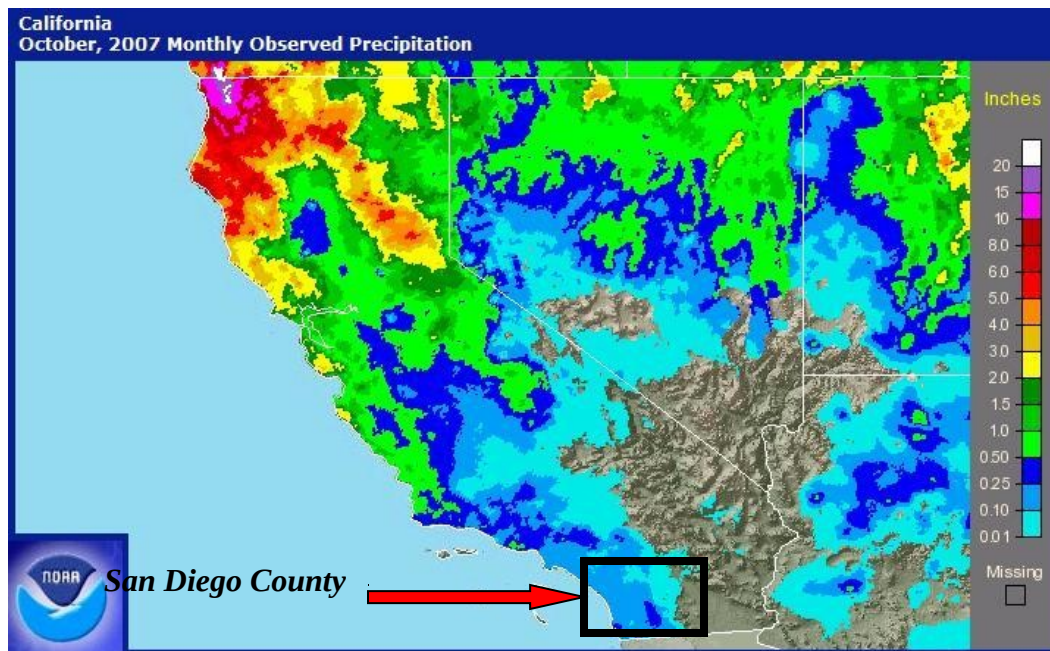 California
October, 2007 Monthly Observed Precipitation
Inches
20
15
10
8.0
6.0
5.0
4.0
3.0
2.0
1.5
1.0
0.50
0.25
0.10
0.01
Missing
NOAA
San Diego County